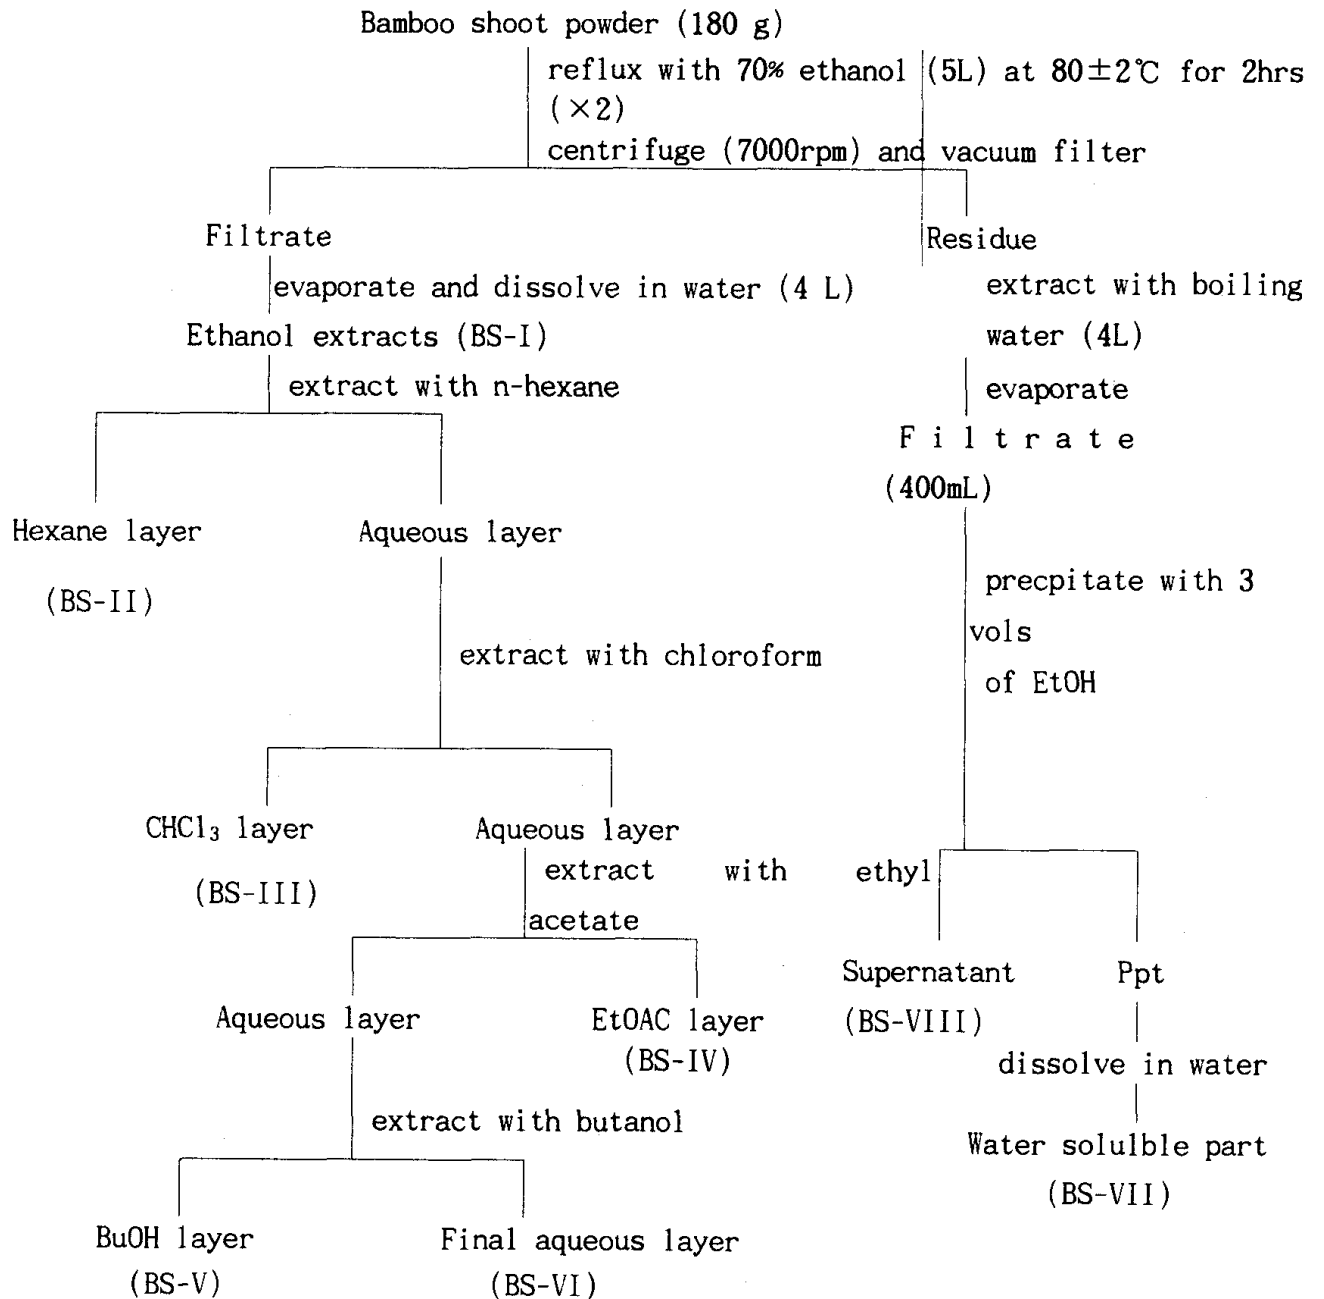 Bamboo shoot powder (180 g)
reflux with 70% ethanol (5L) at 80±2℃ for 2hrs
(×2)
centrifuge (7000rpm) and vacuum filter
Filtrate
Residue
evaporate and dissolve in water (4 L)
extract with boiling
water (4L)
Ethanol extracts (BS-I)
extract with n-hexane
evaporate
Filtrate
(400mL)
Hexane layer
(BS-II)
Aqueous layer
precpitate with 3
vols
of EtOH
extract with chloroform
CHCl₃ layer
(BS-III)
Aqueous layer
extract with ethyl
acetate
Aqueous layer
EtOAC layer
(BS-IV)
Supernatant
(BS-VIII)
Ppt
dissolve in water
Water solulble part
(BS-VII)
extract with butanol
BuOH layer
(BS-V)
Final aqueous layer
(BS-VI)